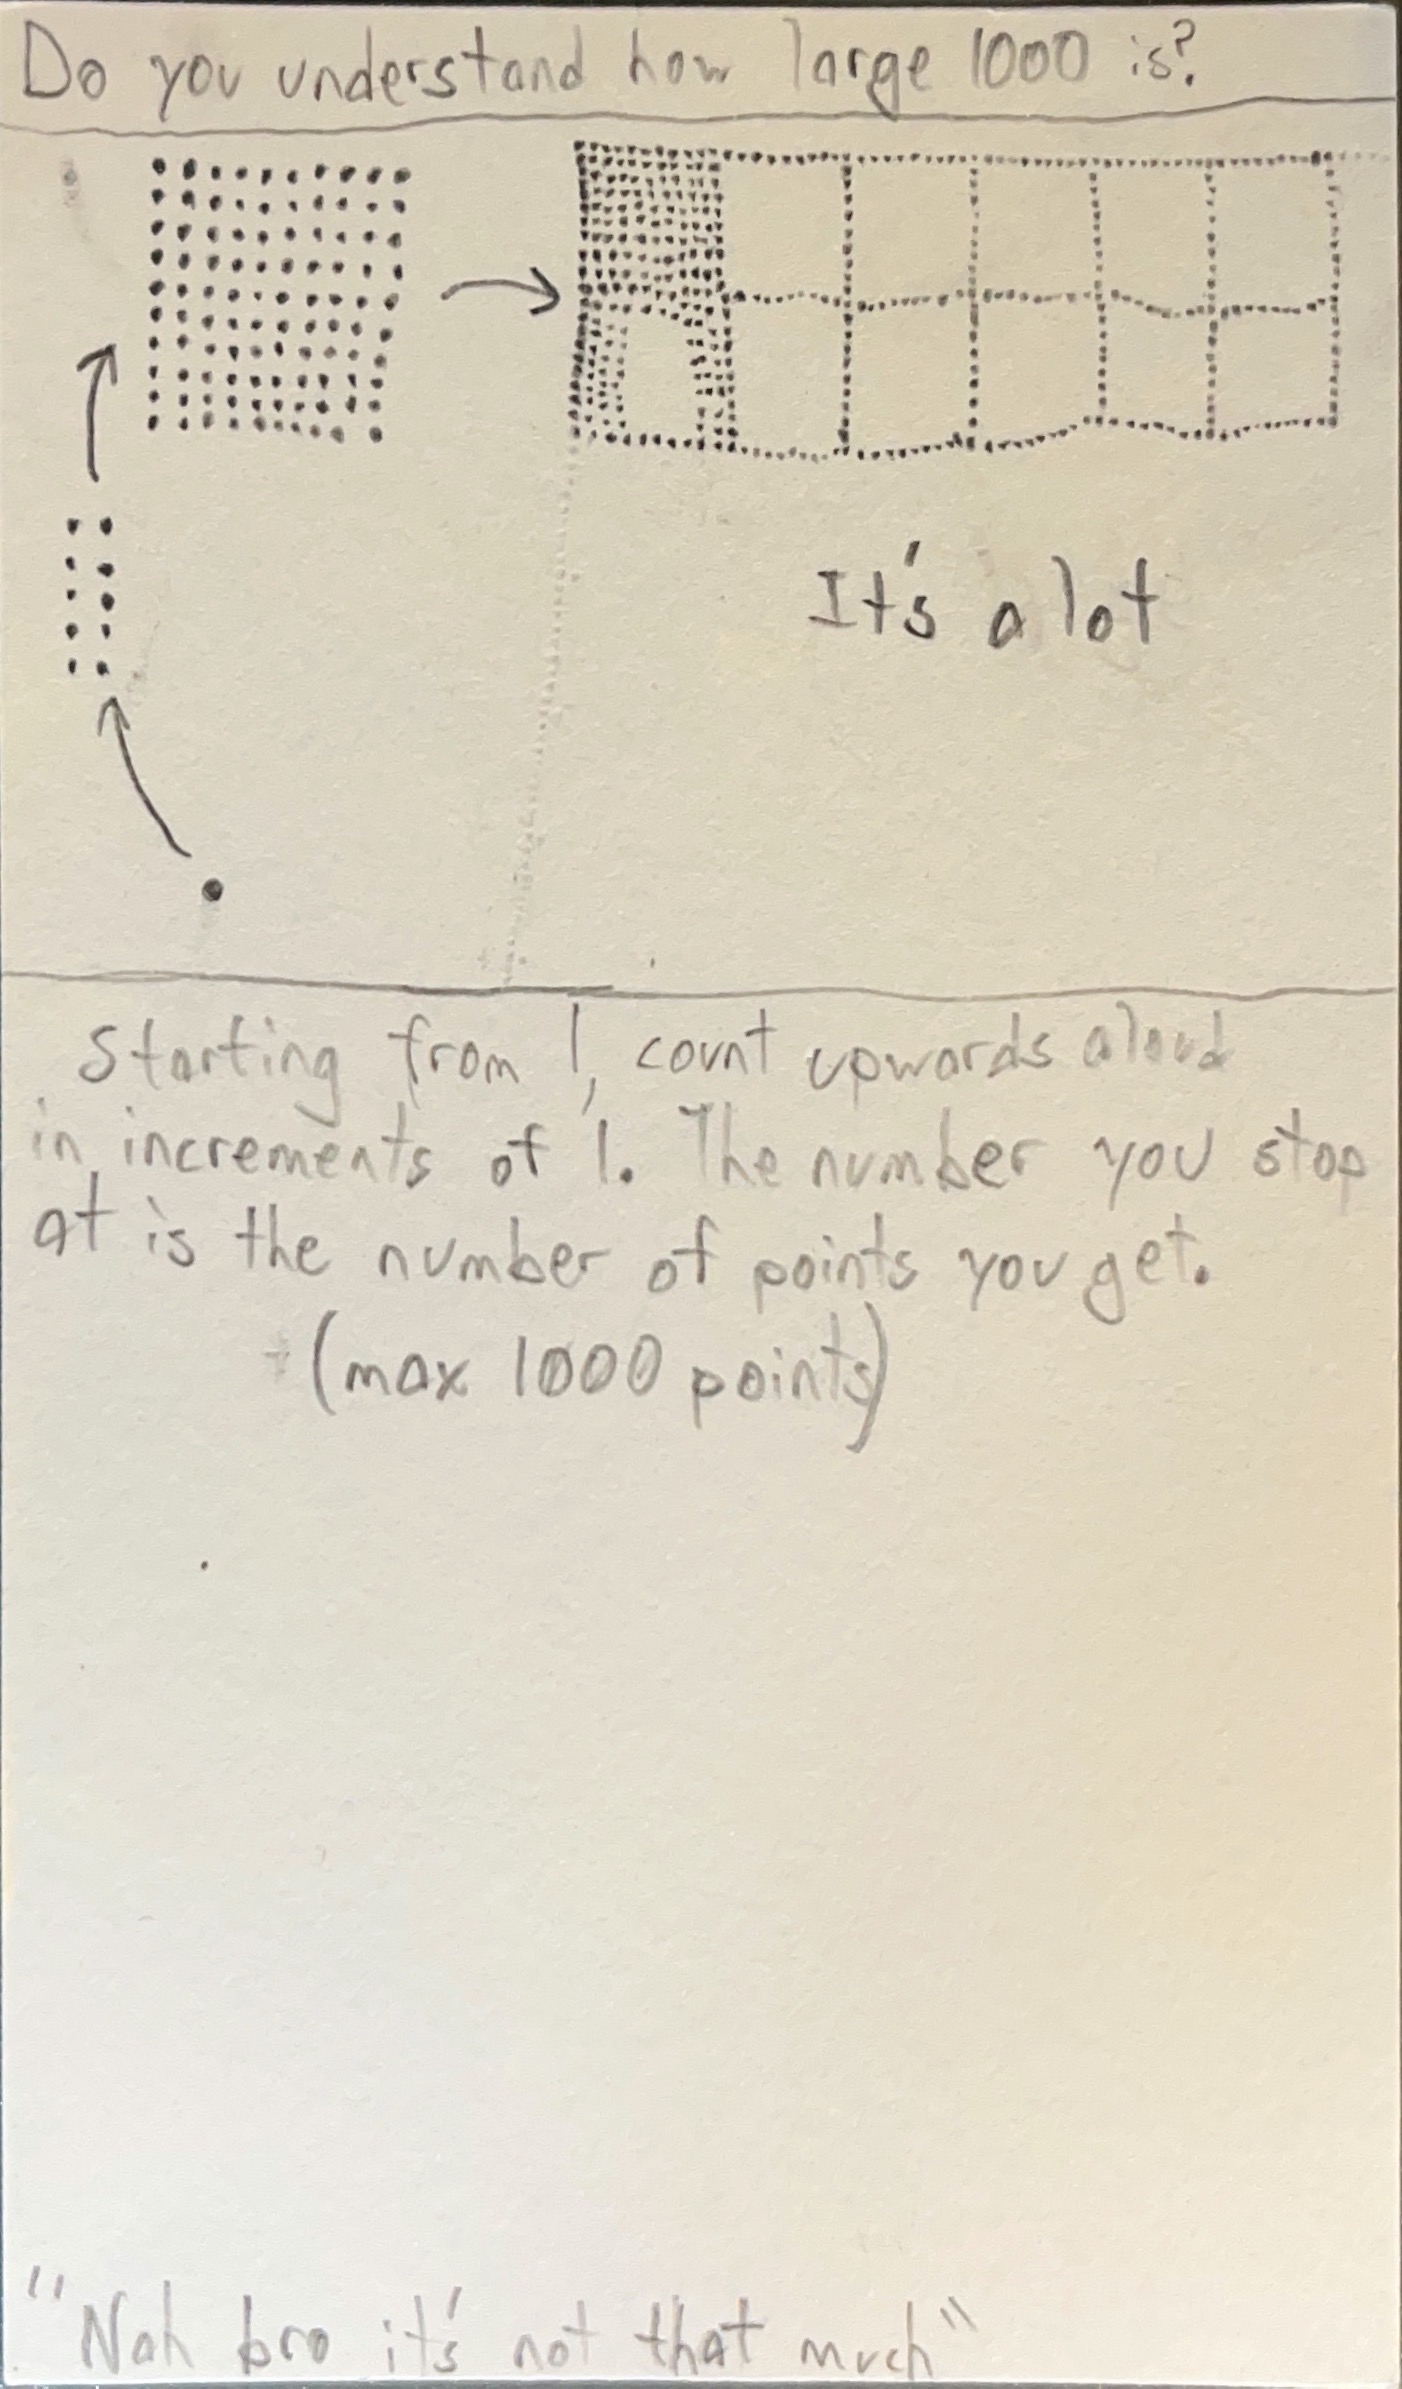 Do you understand how large 1000 is?
It's a lot
Starting from 1, count upwards aloud
in increments of 1. The number you stop
at is the number of points you get.
(max 1000 points)
"Nah bro it's not that much"